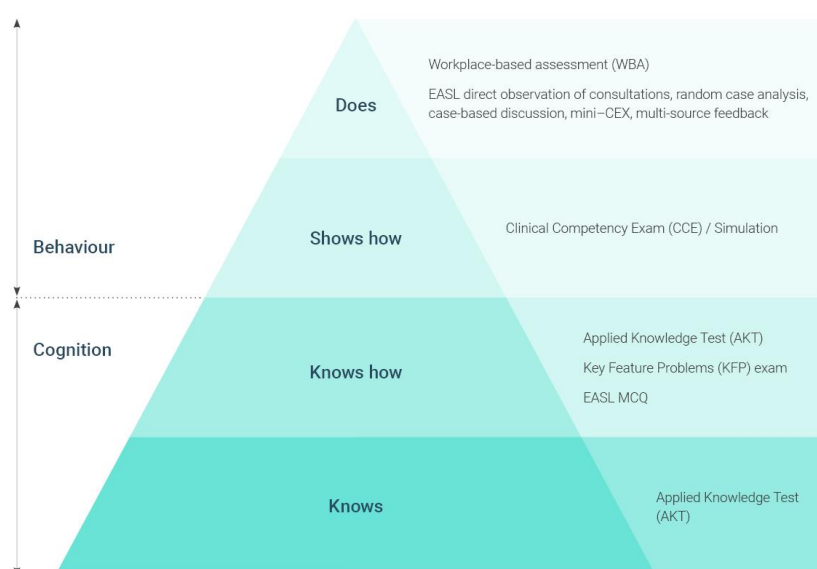 Workplace-based assessment (WBA)
Does
EASL direct observation of consultations, random case analysis,
case-based discussion, mini–CEX, multi-source feedback
Behaviour
Shows how
Clinical Competency Exam (CCE) / Simulation
Cognition
Knows how
Applied Knowledge Test (AKT)
Key Feature Problems (KFP) exam
EASL MCQ
Knows
Applied Knowledge Test
(AKT)